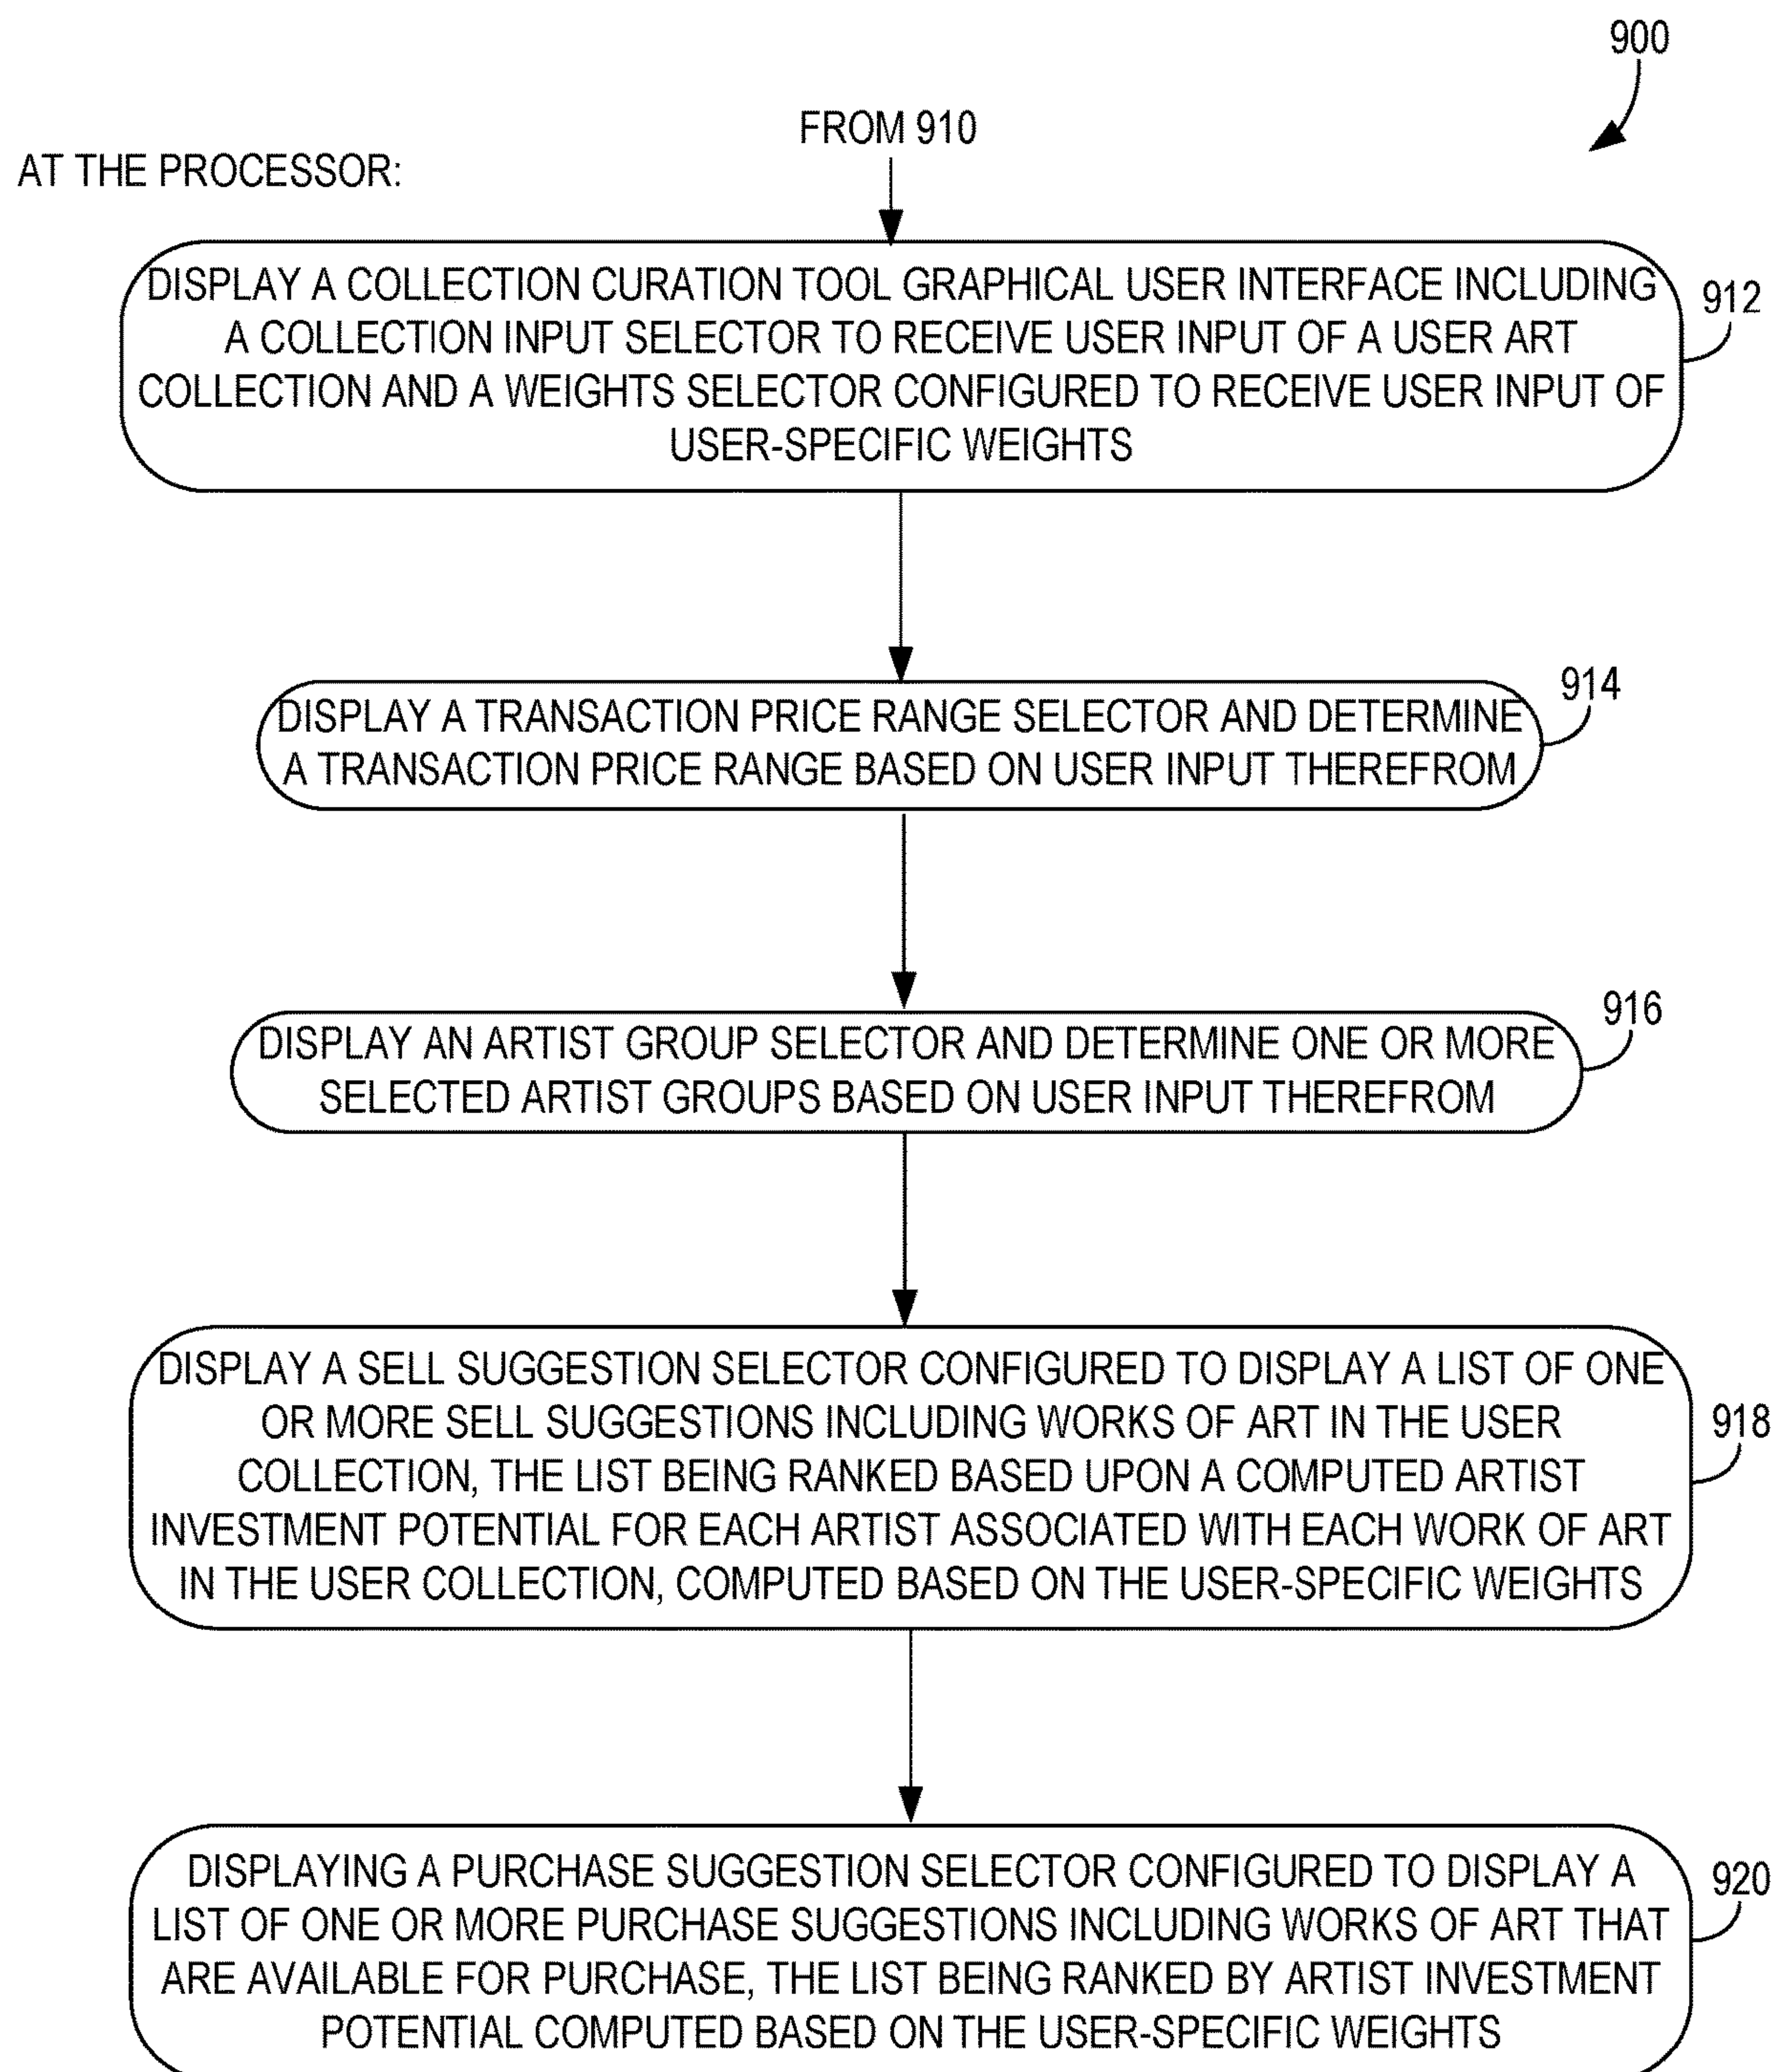 900
FROM 910
AT THE PROCESSOR:
DISPLAY A COLLECTION CURATION TOOL GRAPHICAL USER INTERFACE INCLUDING
A COLLECTION INPUT SELECTOR TO RECEIVE USER INPUT OF A USER ART
COLLECTION AND A WEIGHTS SELECTOR CONFIGURED TO RECEIVE USER INPUT OF
USER-SPECIFIC WEIGHTS
912
DISPLAY A TRANSACTION PRICE RANGE SELECTOR AND DETERMINE
A TRANSACTION PRICE RANGE BASED ON USER INPUT THEREFROM
914
DISPLAY AN ARTIST GROUP SELECTOR AND DETERMINE ONE OR MORE
SELECTED ARTIST GROUPS BASED ON USER INPUT THEREFROM
916
DISPLAY A SELL SUGGESTION SELECTOR CONFIGURED TO DISPLAY A LIST OF ONE
OR MORE SELL SUGGESTIONS INCLUDING WORKS OF ART IN THE USER
COLLECTION, THE LIST BEING RANKED BASED UPON A COMPUTED ARTIST
INVESTMENT POTENTIAL FOR EACH ARTIST ASSOCIATED WITH EACH WORK OF ART
IN THE USER COLLECTION, COMPUTED BASED ON THE USER-SPECIFIC WEIGHTS
918
DISPLAYING A PURCHASE SUGGESTION SELECTOR CONFIGURED TO DISPLAY A
LIST OF ONE OR MORE PURCHASE SUGGESTIONS INCLUDING WORKS OF ART THAT
ARE AVAILABLE FOR PURCHASE, THE LIST BEING RANKED BY ARTIST INVESTMENT
POTENTIAL COMPUTED BASED ON THE USER-SPECIFIC WEIGHTS
920